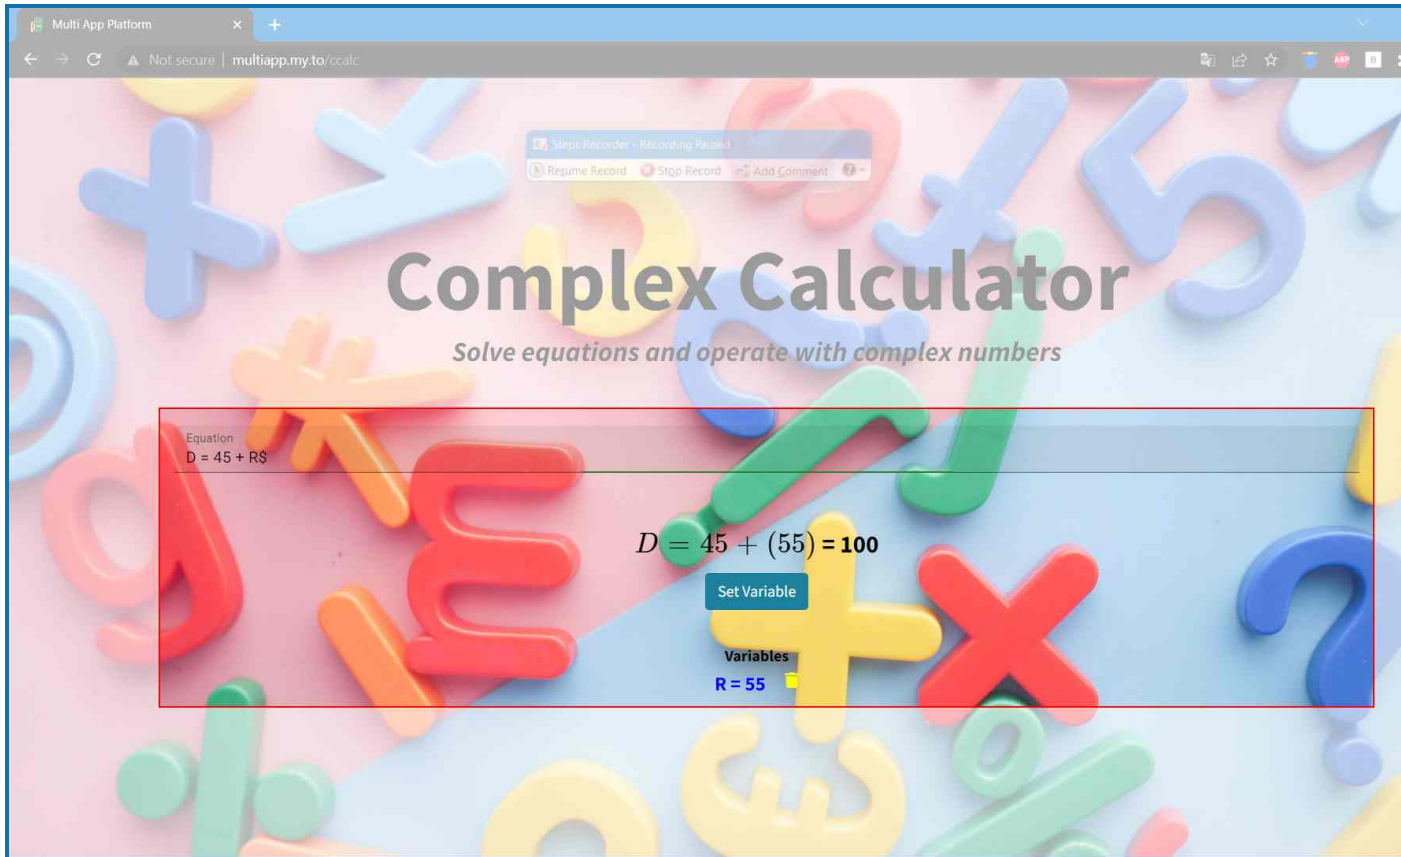 Multi App Platform
Not secure | multiapp.my.to/ccalc
ABP
B
Steps Recorder - Recording Paused
Resume Record Stop Record Add Comment
Complex Calculator
Solve equations and operate with complex numbers
Equation
D = 45 + R$
D = 45 + (55) = 100
Set Variable
Variables
R = 55